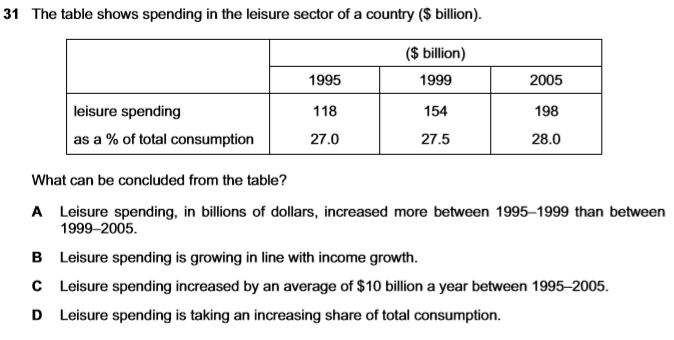 31 The table shows spending in the leisure sector of a country ($ billion).
($ billion)
1995 1999 2005
leisure spending 118 154 198
as a % of total consumption 27.0 27.5 28.0
What can be concluded from the table?
A Leisure spending, in billions of dollars, increased more between 1995–1999 than between
1999–2005.
B Leisure spending is growing in line with income growth.
C Leisure spending increased by an average of $10 billion a year between 1995–2005.
D Leisure spending is taking an increasing share of total consumption.